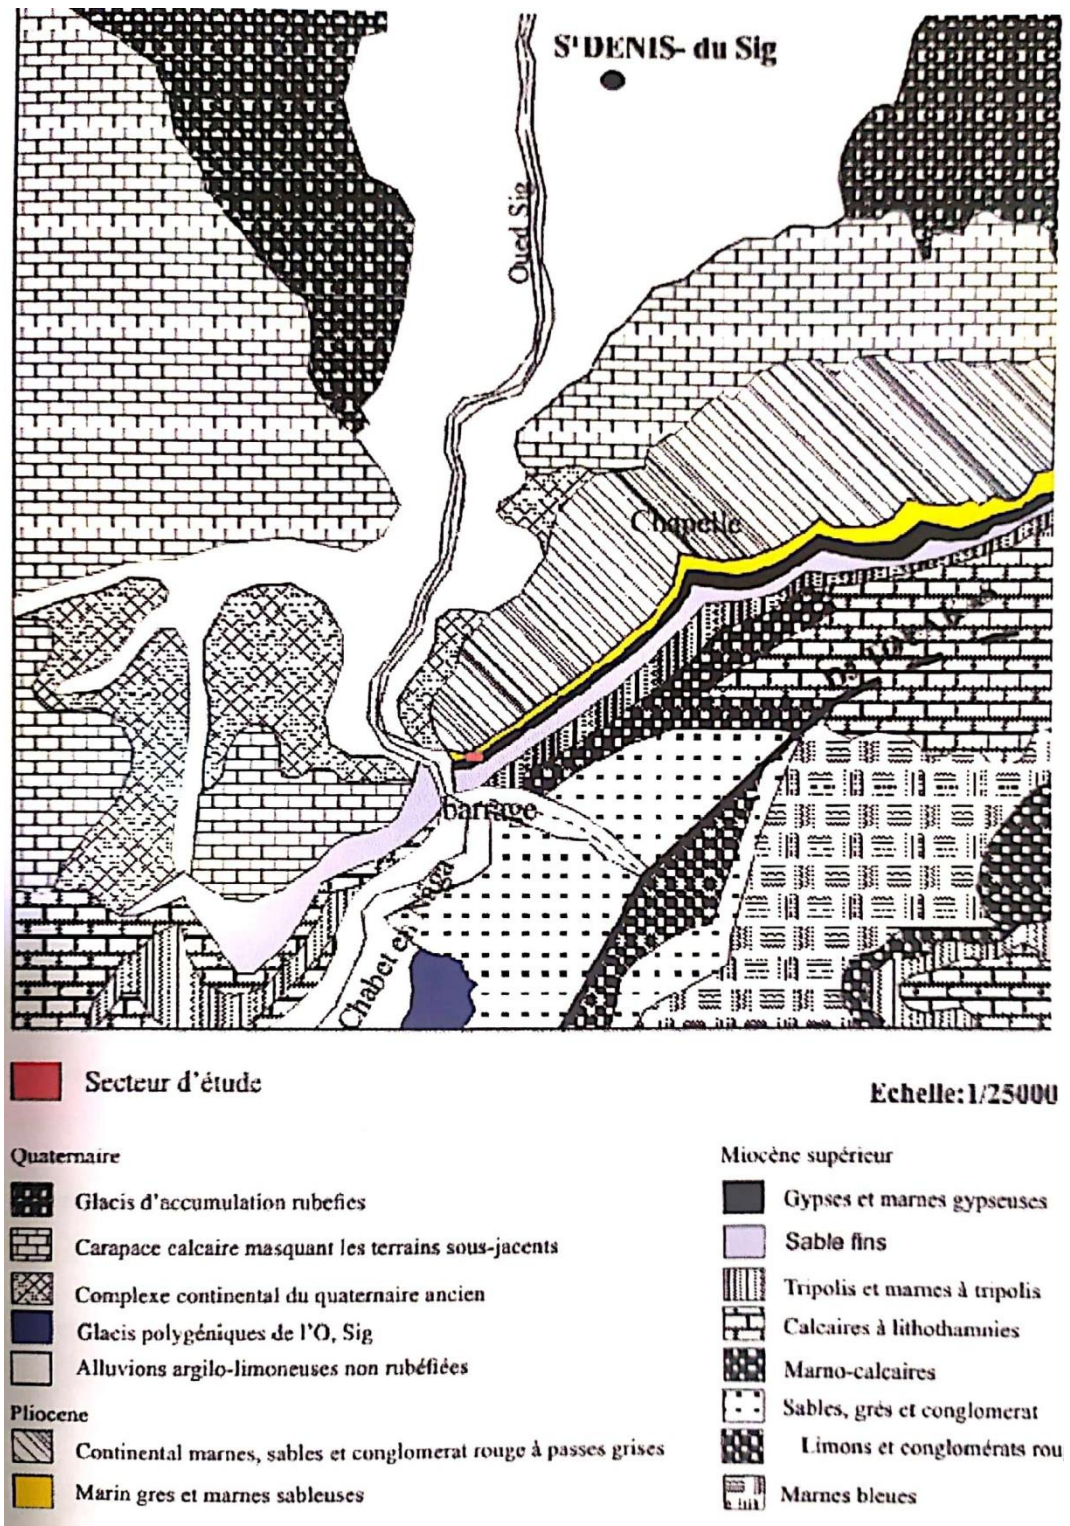 SᵗDENIS- du Sig
Oued Sig
Chapelle
barrage
Chabet en
Secteur d'étude
Echelle:1/25000
Quaternaire
Glacis d'accumulation rubefies
Carapace calcaire masquant les terrains sous-jacents
Complexe continental du quaternaire ancien
Glacis polygéniques de l'O, Sig
Alluvions argilo-limoneuses non rubéfiées
Pliocene
Continental marnes, sables et conglomerat rouge à passes grises
Marin gres et marnes sableuses
Miocène supérieur
Gypses et marnes gypseuses
Sable fins
Tripolis et marnes à tripolis
Calcaires à lithothamnies
Marno-calcaires
Sables, grés et conglomerat
Limons et conglomérats rou
Marnes bleues